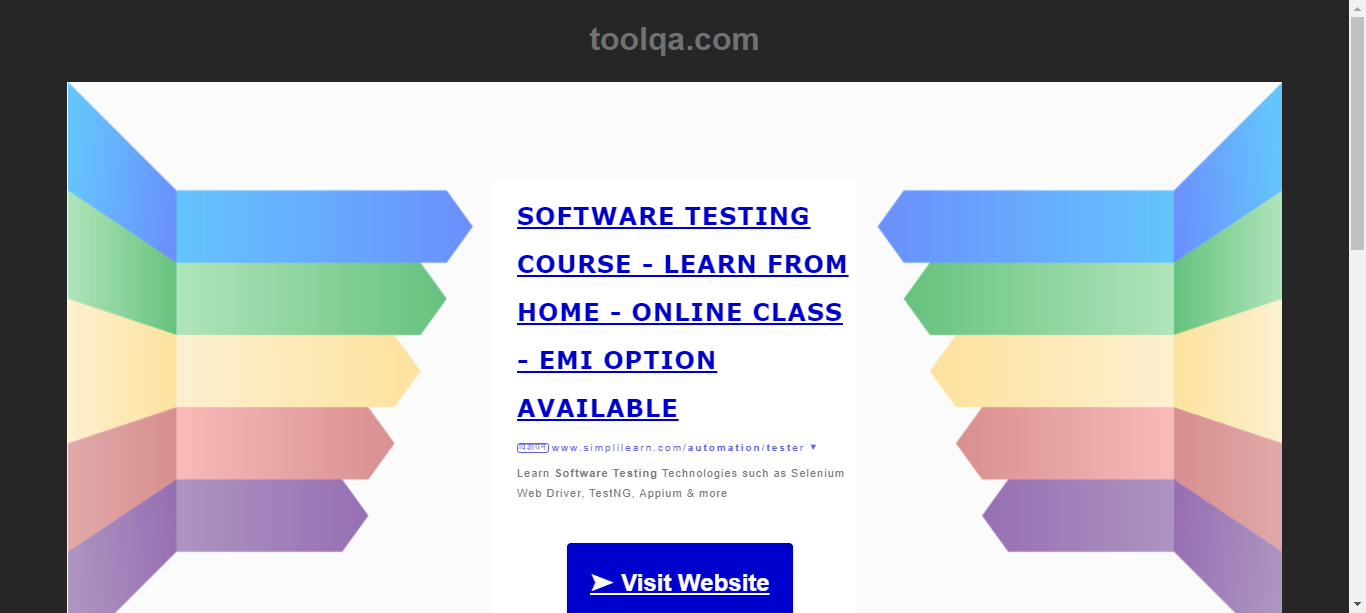 toolqa.com
SOFTWARE TESTING
COURSE - LEARN FROM
HOME - ONLINE CLASS
- EMI OPTION
AVAILABLE
विज्ञापन www.simplilearn.com/automation/tester ▼
Learn Software Testing Technologies such as Selenium
Web Driver, TestNG, Appium & more
➤ Visit Website